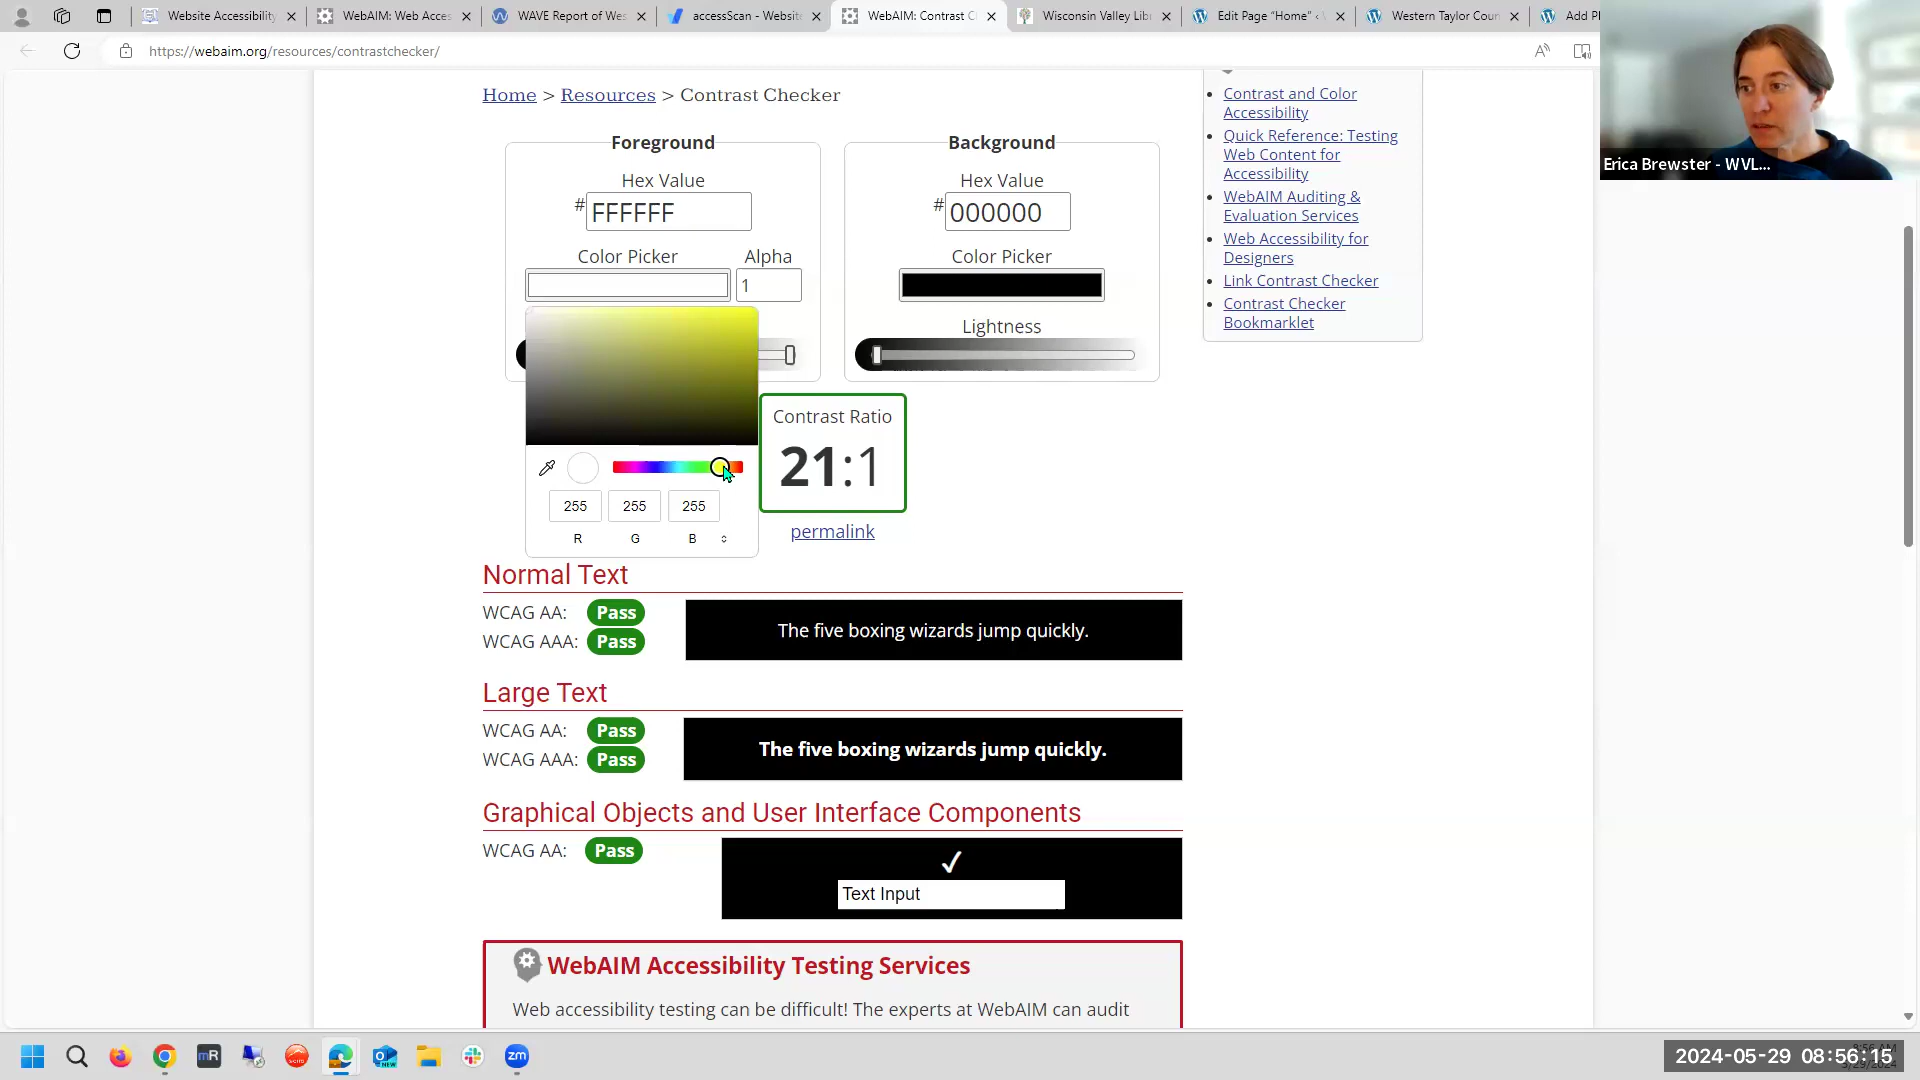 Website Accessibility
WebAIM: Web Acces
WAVE Report of Wes
accessScan - Website
WebAIM: Contrast C
Wisconsin Valley Lib
Edit Page "Home" ‹
Western Taylor Coun
Add P
https://webaim.org/resources/contrastchecker/
Erica Brewster - WVL...
Home > Resources > Contrast Checker
Foreground
Hex Value
# FFFFFF
Color Picker Alpha
1
Background
Hex Value
# 000000
Color Picker
Lightness
255 255 255
R G B
Contrast Ratio
21:1
permalink
Contrast and Color
Accessibility
Quick Reference: Testing
Web Content for
Accessibility
WebAIM Auditing &
Evaluation Services
Web Accessibility for
Designers
Link Contrast Checker
Contrast Checker
Bookmarklet
Normal Text
WCAG AA: Pass
WCAG AAA: Pass
The five boxing wizards jump quickly.
Large Text
WCAG AA: Pass
WCAG AAA: Pass
The five boxing wizards jump quickly.
Graphical Objects and User Interface Components
WCAG AA: Pass
Text Input
WebAIM Accessibility Testing Services
Web accessibility testing can be difficult! The experts at WebAIM can audit
mR
NEW
zm
2024-05-29 08:56:15